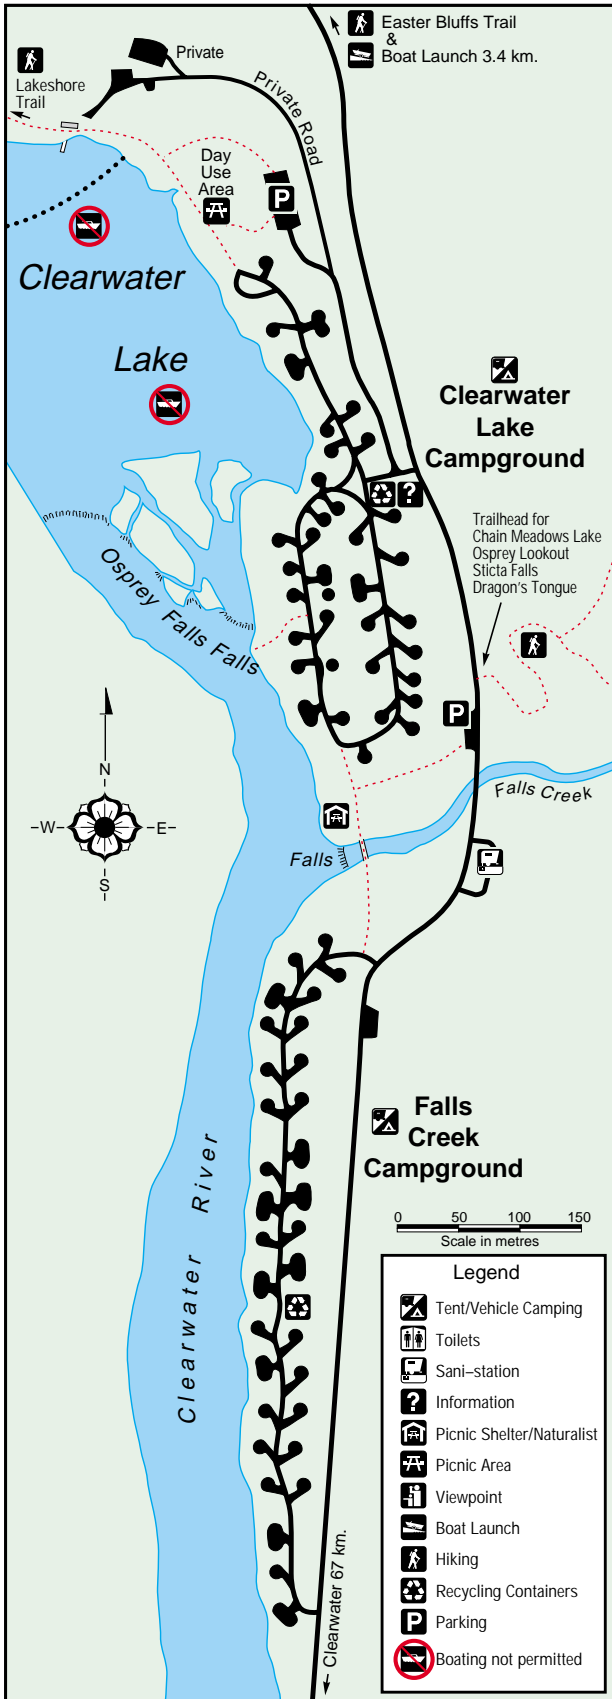 Easter Bluffs Trail
&
Boat Launch 3.4 km.
Private
Lakeshore
Trail
Private Road
Day
Use
Area
P
Clearwater
Lake
Clearwater
Lake
Campground
?
Trailhead for
Chain Meadows Lake
Osprey Lookout
Sticta Falls
Dragon's Tongue
Osprey Falls Falls
P
N
W
E
S
Falls Creek
Falls
Falls
Creek
Campground
Clearwater River
0 50 100 150
Scale in metres
Legend
Tent/Vehicle Camping
Toilets
Sani–station
? Information
Picnic Shelter/Naturalist
Picnic Area
Viewpoint
Boat Launch
Hiking
Recycling Containers
P Parking
Boating not permitted
Clearwater 67 km.